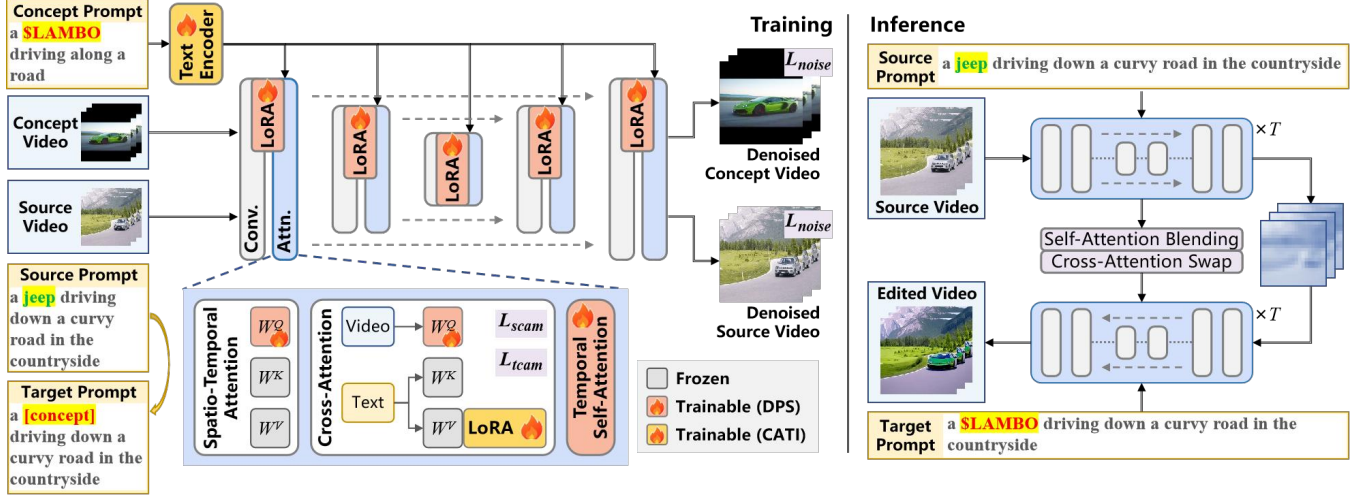 Concept Prompt
a $LAMBO
driving along a
road
Text
Encoder
Concept
Video
Source
Video
Source Prompt
a jeep driving
down a curvy
road in the
countryside
Target Prompt
a [concept]
driving down a
curvy road in the
countryside
Conv.
LoRA
Attn.
LoRA
LoRA
LoRA
LoRA
Training
L_noise
Denoised
Concept Video
L_noise
Denoised
Source Video
Spatio-Temporal
Attention
W^Q
W^K
W^V
Cross-Attention
Video
W^Q
Text
W^K
W^V
LoRA
L_scam
L_tcam
Temporal
Self-Attention
Frozen
Trainable (DPS)
Trainable (CATI)
Inference
Source
Prompt
a jeep driving down a curvy road in the countryside
Source Video
×T
Self-Attention Blending
Cross-Attention Swap
Edited Video
×T
Target
Prompt
a $LAMBO driving down a curvy road in the
countryside